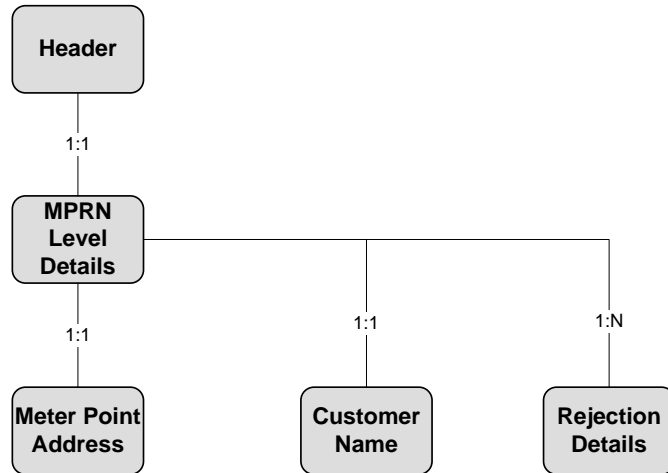 Header
1:1
MPRN
Level
Details
1:1
1:1
1:N
Meter Point
Address
Customer
Name
Rejection
Details